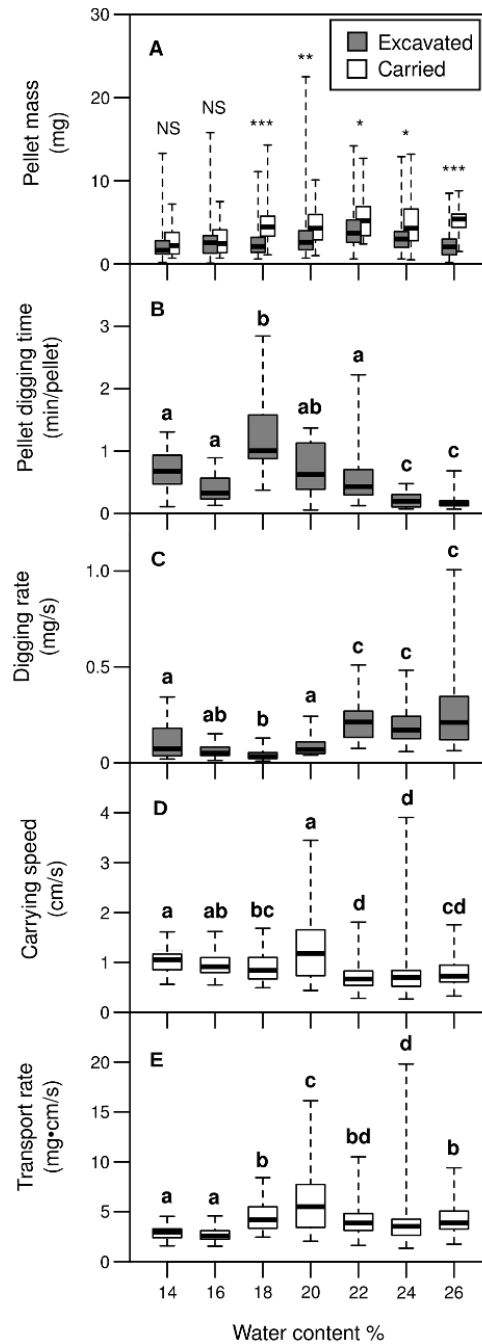 Excavated
Carried
A
Pellet mass
(mg)
30
20
10
0
NS
NS
***
**
*
*
***
B
Pellet digging time
(min/pellet)
3
2
1
0
a
a
b
ab
a
c
c
C
Digging rate
(mg/s)
1.0
0.5
0
a
ab
b
a
c
c
c
D
Carrying speed
(cm/s)
4
3
2
1
0
a
ab
bc
a
d
d
cd
E
Transport rate
(mg•cm/s)
20
15
10
5
0
a
a
b
c
bd
d
b
14 16 18 20 22 24 26
Water content %